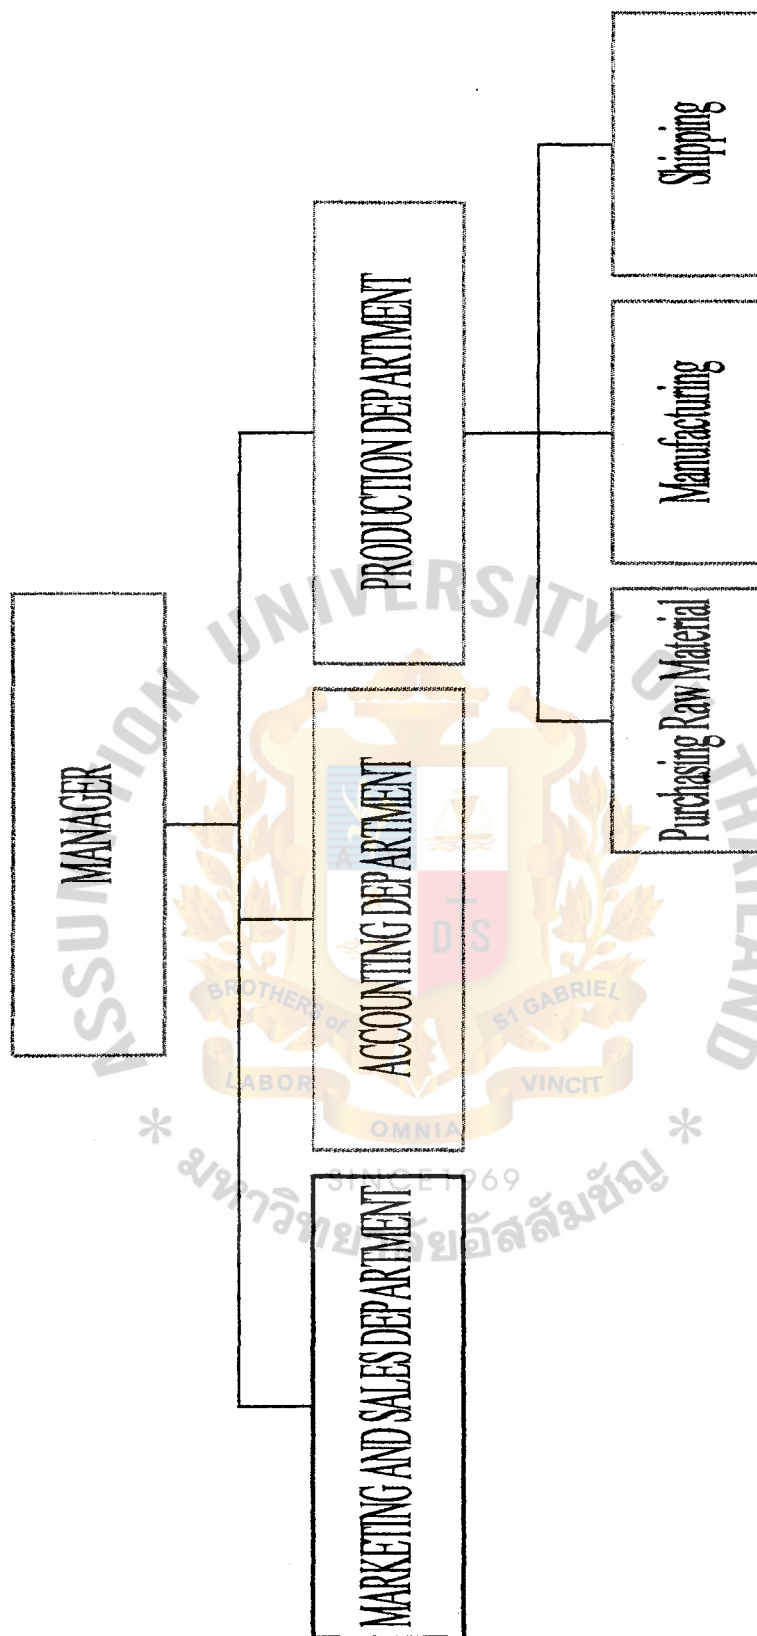 MANAGER
MARKETING AND SALES DEPARTMENT
ACCOUNTING DEPARTMENT
PRODUCTION DEPARTMENT
Purchasing Raw Material
Manufacturing
Shipping
ASSUMPTION UNIVERSITY OF THAILAND
BROTHERS of ST GABRIEL
A
D S
LABOR OMNIA VINCIT
SINCE1969
* มหาวิทยาลัยอัสสัมชัญ *